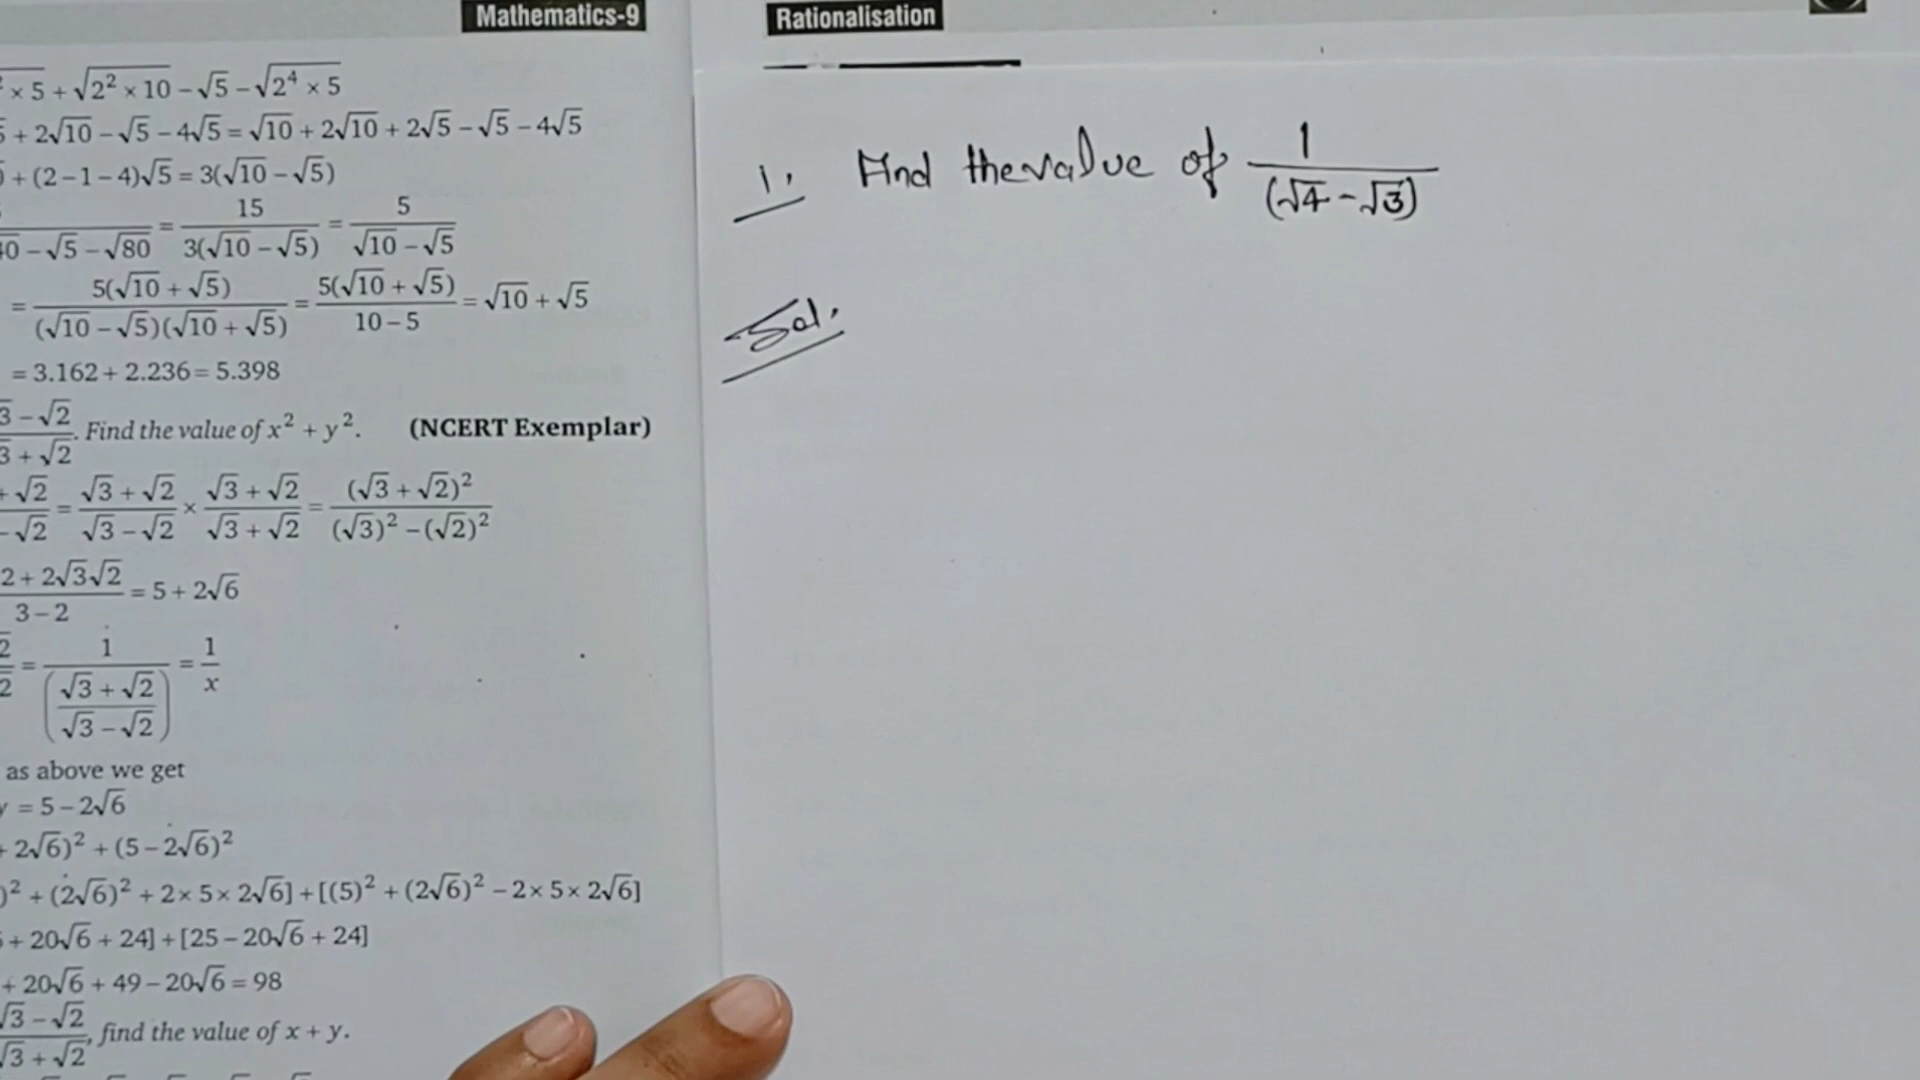 Mathematics-9
× 5 + √2² × 10 − √5 − √2⁴ × 5
+ 2√10 − √5 − 4√5 = √10 + 2√10 + 2√5 − √5 − 4√5
+ (2 − 1 − 4)√5 = 3(√10 − √5)
− √5 − √80 = 15 / 3(√10 − √5) = 5 / √10 − √5
= 5(√10 + √5) / (√10 − √5)(√10 + √5) = 5(√10 + √5) / 10 − 5 = √10 + √5
= 3.162 + 2.236 = 5.398
3 − √2 / 3 + √2 . Find the value of x² + y². (NCERT Exemplar)
+ √2 / − √2 = √3 + √2 / √3 − √2 × √3 + √2 / √3 + √2 = (√3 + √2)² / (√3)² − (√2)²
2 + 2√3√2 / 3 − 2 = 5 + 2√6
2 / 2 = 1 / (√3 + √2 / √3 − √2) = 1 / x
as above we get
y = 5 − 2√6
+ 2√6)² + (5 − 2√6)²
)² + (2√6)² + 2 × 5 × 2√6] + [(5)² + (2√6)² − 2 × 5 × 2√6]
+ 20√6 + 24] + [25 − 20√6 + 24]
+ 20√6 + 49 − 20√6 = 98
√3 − √2 / √3 + √2 , find the value of x + y.
Rationalisation
1. Find the value of 1 / (√4 − √3)
Sol.